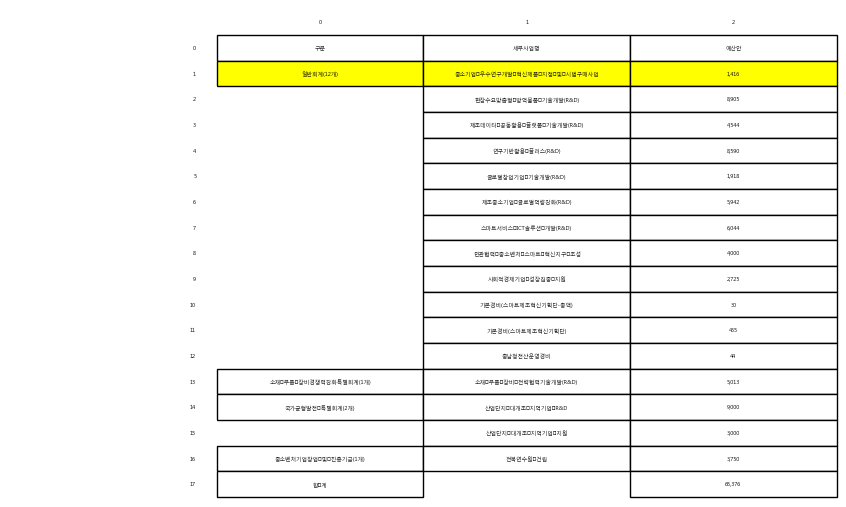 0 1 2
0 구분 세부사업명 예산안
1 일반회계(12개) 중소기업□우수연구개발□혁신제품□지정□및□시범구매사업 1,416
2 현장수요맞춤형□방역물품□기술개발(R&D) 8,905
3 제조데이터□공동활용□플랫폼□기술개발(R&D) 4,544
4 연구기반활용□플러스(R&D) 8,590
5 글로벌창업기업□기술개발(R&D) 1,918
6 제조중소기업□글로벌역량강화(R&D) 5,942
7 스마트서비스□ICT솔루션□개발(R&D) 6,044
8 민관협력□중소벤처□스마트□혁신지구□조성 4,000
9 사회적경제기업□성장집중□지원 2,725
10 기본경비(스마트제조혁신기획단-총액) 30
11 기본경비(스마트제조혁신기획단)
12 충남청전산운영경비 44
13 소재□부품□장비경쟁력강화특별회계(1개) 소재□부품□장비□전략협력기술개발(R&D) 5,013
14 국가균형발전□특별회계(2개) 산업단지□대개조□지역기업□R&D 9,000
15 산업단지□대개조□지역기업□지원 3,000
16 중소벤처기업창업□및□진흥기금(1개) 전북연수원□건립 3,750
17 합□계 65,376